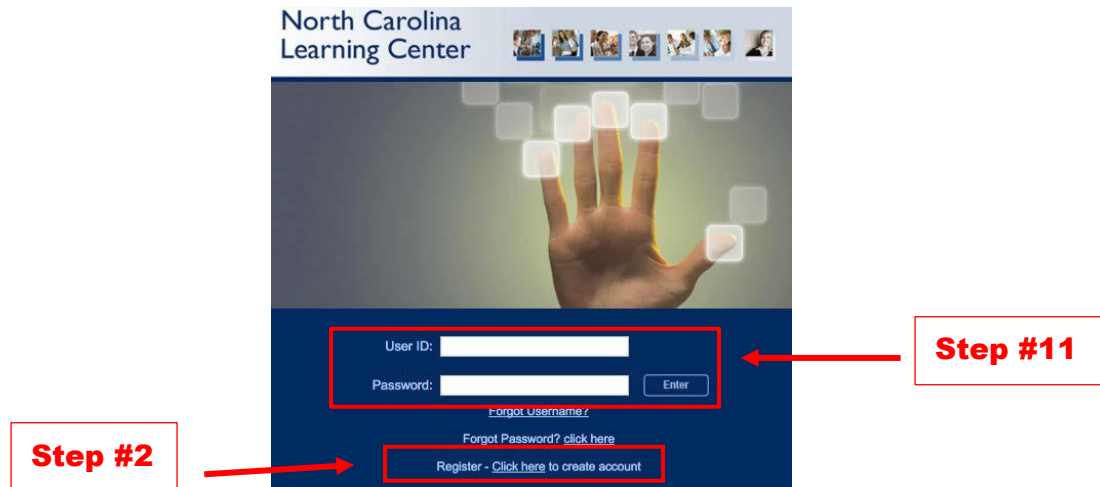 North Carolina
Learning Center
User ID:
Step #11
Password:
Enter
Forgot Username?
Forgot Password? click here
Step #2
Register - Click here to create account